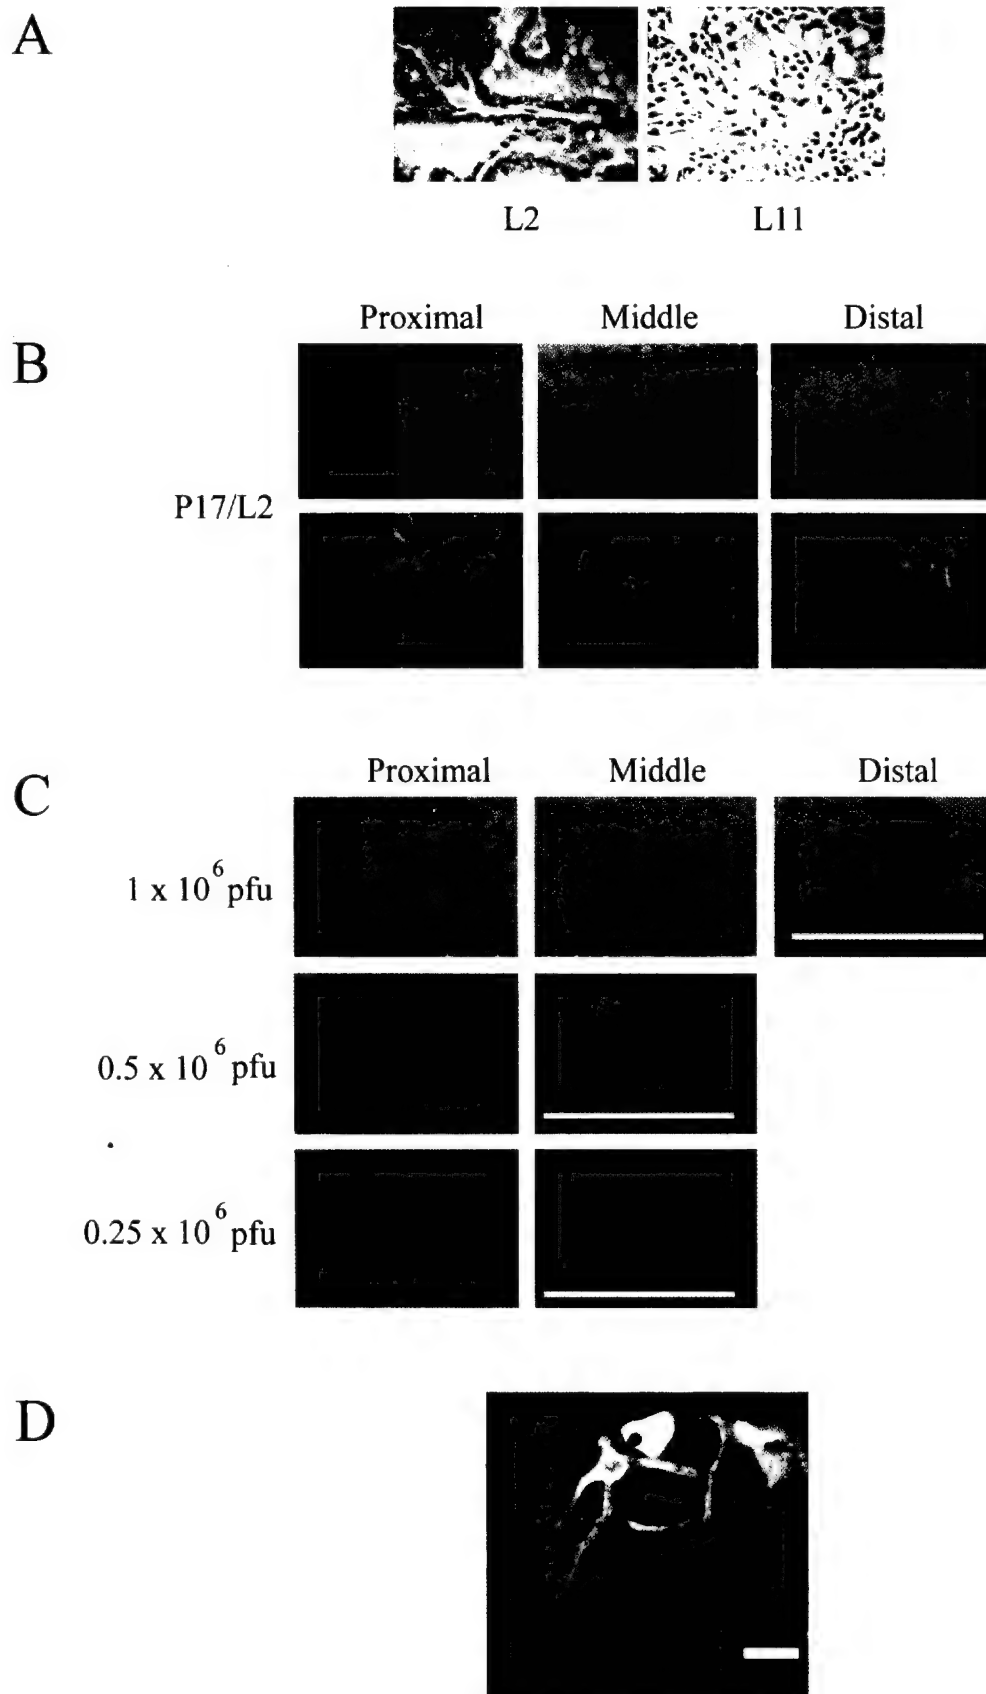 A
L2 L11
B
Proximal Middle Distal
P17/L2
C
Proximal Middle Distal
1 x 10^6 pfu
0.5 x 10^6 pfu
0.25 x 10^6 pfu
D